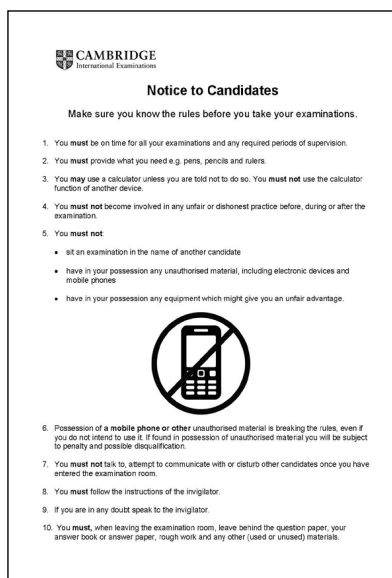 CAMBRIDGE
International Examinations
Notice to Candidates
Make sure you know the rules before you take your examinations.
1. You must be on time for all your examinations and any required periods of supervision.
2. You must provide what you need e.g. pens, pencils and rulers.
3. You may use a calculator unless you are told not to do so. You must not use the calculator
function of another device.
4. You must not become involved in any unfair or dishonest practice before, during or after the
examination.
5. You must not:
• sit an examination in the name of another candidate
• have in your possession any unauthorised material, including electronic devices and
mobile phones
• have in your possession any equipment which might give you an unfair advantage.
6. Possession of a mobile phone or other unauthorised material is breaking the rules, even if
you do not intend to use it. If found in possession of unauthorised material you will be subject
to penalty and possible disqualification.
7. You must not talk to, attempt to communicate with or disturb other candidates once you have
entered the examination room.
8. You must follow the instructions of the invigilator.
9. If you are in any doubt speak to the invigilator.
10. You must, when leaving the examination room, leave behind the question paper, your
answer book or answer paper, rough work and any other (used or unused) materials.